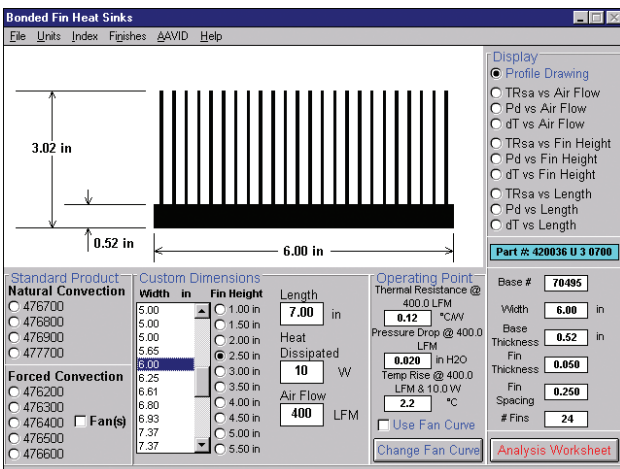 Bonded Fin Heat Sinks
File Units Index Finishes AAVID Help
3.02 in
0.52 in
6.00 in
Display
Profile Drawing
TRsa vs Air Flow
Pd vs Air Flow
dT vs Air Flow
TRsa vs Fin Height
Pd vs Fin Height
dT vs Fin Height
TRsa vs Length
Pd vs Length
dT vs Length
Part #: 420036 U 3 0700
Standard Product
Natural Convection
476700
476800
476900
477700
Forced Convection
476200
476300
476400 Fan(s)
476500
476600
Custom Dimensions
Width in Fin Height
5.00
5.00
5.00
5.65
6.00
6.25
6.61
6.80
6.93
7.37
7.37
1.00 in
1.50 in
2.00 in
2.50 in
3.00 in
3.50 in
4.00 in
4.50 in
5.00 in
5.50 in
Length
7.00 in
Heat
Dissipated
10 W
Air Flow
400 LFM
Operating Point
Thermal Resistance @
400.0 LFM
0.12 °C/W
Pressure Drop @ 400.0
LFM
0.020 in H2O
Temp Rise @ 400.0
LFM & 10.0 W
2.2 °C
Use Fan Curve
Change Fan Curve
Base # 70495
Width 6.00 in
Base
Thickness 0.52 in
Fin
Thickness 0.050
Fin
Spacing 0.250
# Fins 24
Analysis Worksheet